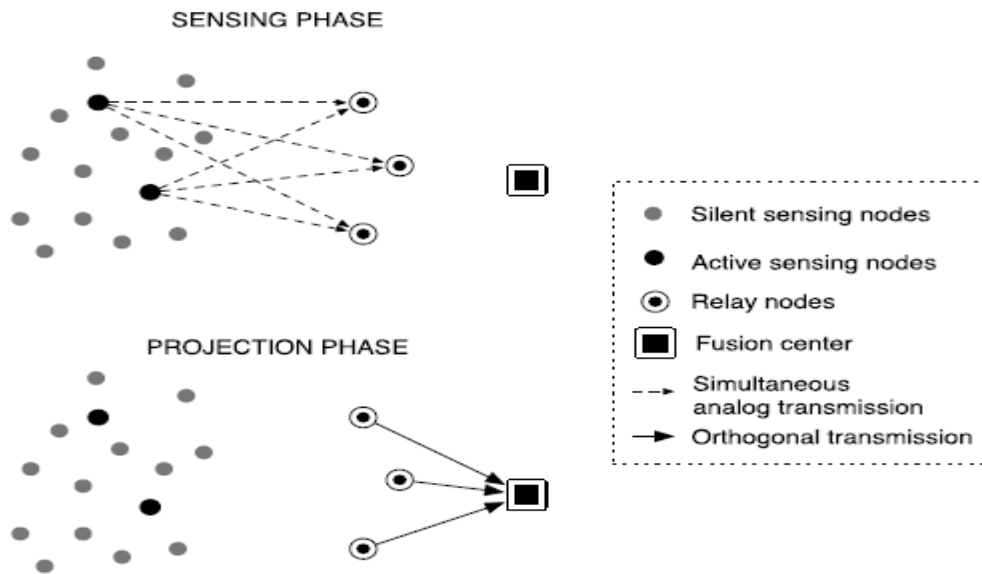 SENSING PHASE
Silent sensing nodes
Active sensing nodes
Relay nodes
Fusion center
Simultaneous
analog transmission
Orthogonal transmission
PROJECTION PHASE